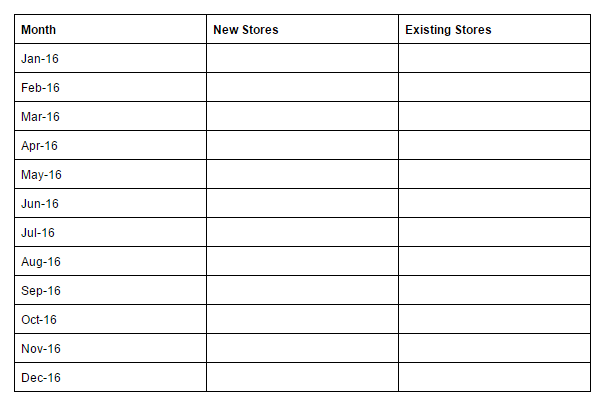 Month New Stores Existing Stores
Jan-16
Feb-16
Mar-16
Apr-16
May-16
Jun-16
Jul-16
Aug-16
Sep-16
Oct-16
Nov-16
Dec-16